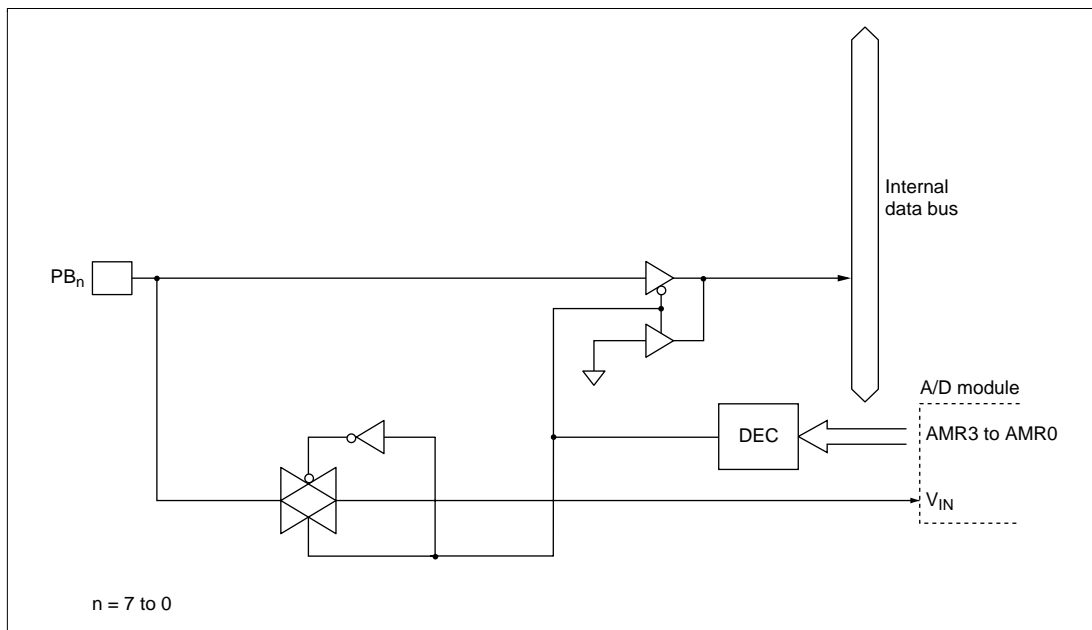 Internal
data bus
PBn
A/D module
DEC
AMR3 to AMR0
VIN
n = 7 to 0